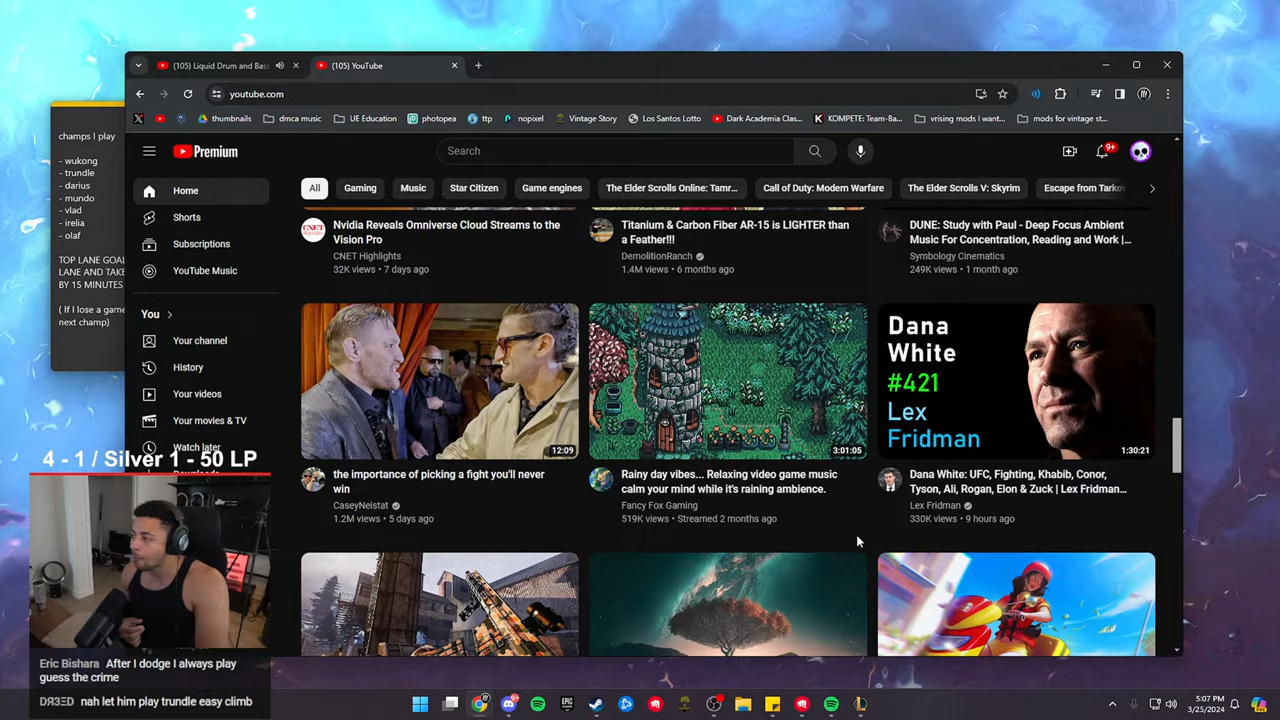 (105) Liquid Drum and Bass
(105) YouTube
youtube.com
thumbnails
dmca music
UE Education
photopea
ttp
nopixel
Vintage Story
Los Santos Lotto
Dark Academia Clas...
KOMPETE: Team-Ba...
vrising mods I want...
mods for vintage st...
champs I play
- wukong
- trundle
- darius
- mundo
- vlad
- irelia
- olaf
TOP LANE GOAL
LANE AND TAKE
BY 15 MINUTES
( If I lose a game
next champ)
Premium
Search
9+
Home
Shorts
Subscriptions
YouTube Music
You
Your channel
History
Your videos
Your movies & TV
Watch later
All
Gaming
Music
Star Citizen
Game engines
The Elder Scrolls Online: Tamr...
Call of Duty: Modern Warfare
The Elder Scrolls V: Skyrim
Escape from Tarkov
Nvidia Reveals Omniverse Cloud Streams to the
Vision Pro
CNET Highlights
32K views • 7 days ago
Titanium & Carbon Fiber AR-15 is LIGHTER than
a Feather!!!
DemolitionRanch
1.4M views • 6 months ago
DUNE: Study with Paul - Deep Focus Ambient
Music For Concentration, Reading and Work |...
Symbology Cinematics
249K views • 1 month ago
12:09
the importance of picking a fight you'll never
win
CaseyNeistat
1.2M views • 5 days ago
3:01:05
Rainy day vibes... Relaxing video game music
calm your mind while it's raining ambience.
Fancy Fox Gaming
519K views • Streamed 2 months ago
Dana
White
#421
Lex
Fridman
1:30:21
Dana White: UFC, Fighting, Khabib, Conor,
Tyson, Ali, Rogan, Elon & Zuck | Lex Fridman...
Lex Fridman
330K views • 9 hours ago
4 - 1 / Silver 1 - 50 LP
Eric Bishara After I dodge I always play
guess the crime
DЯ3ED nah let him play trundle easy climb
5:07 PM
3/25/2024